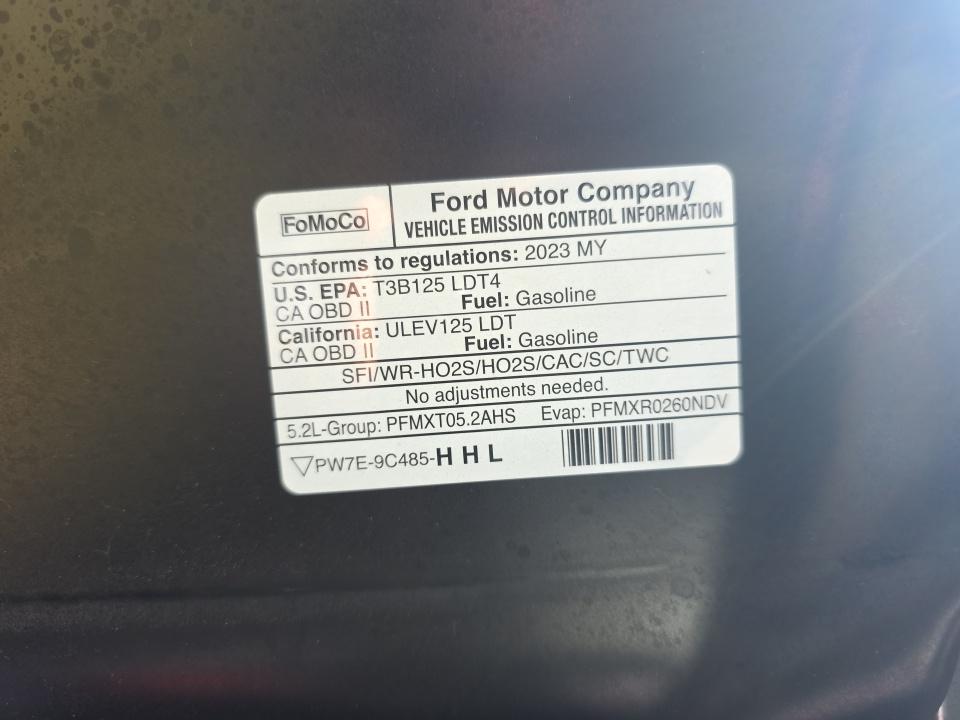 FoMoCo
Ford Motor Company
VEHICLE EMISSION CONTROL INFORMATION
Conforms to regulations: 2023 MY
U.S. EPA: T3B125 LDT4
CA OBD II Fuel: Gasoline
California: ULEV125 LDT
CA OBD II Fuel: Gasoline
SFI/WR-HO2S/HO2S/CAC/SC/TWC
No adjustments needed.
5.2L-Group: PFMXT05.2AHS Evap: PFMXR0260NDV
PW7E-9C485-H H L